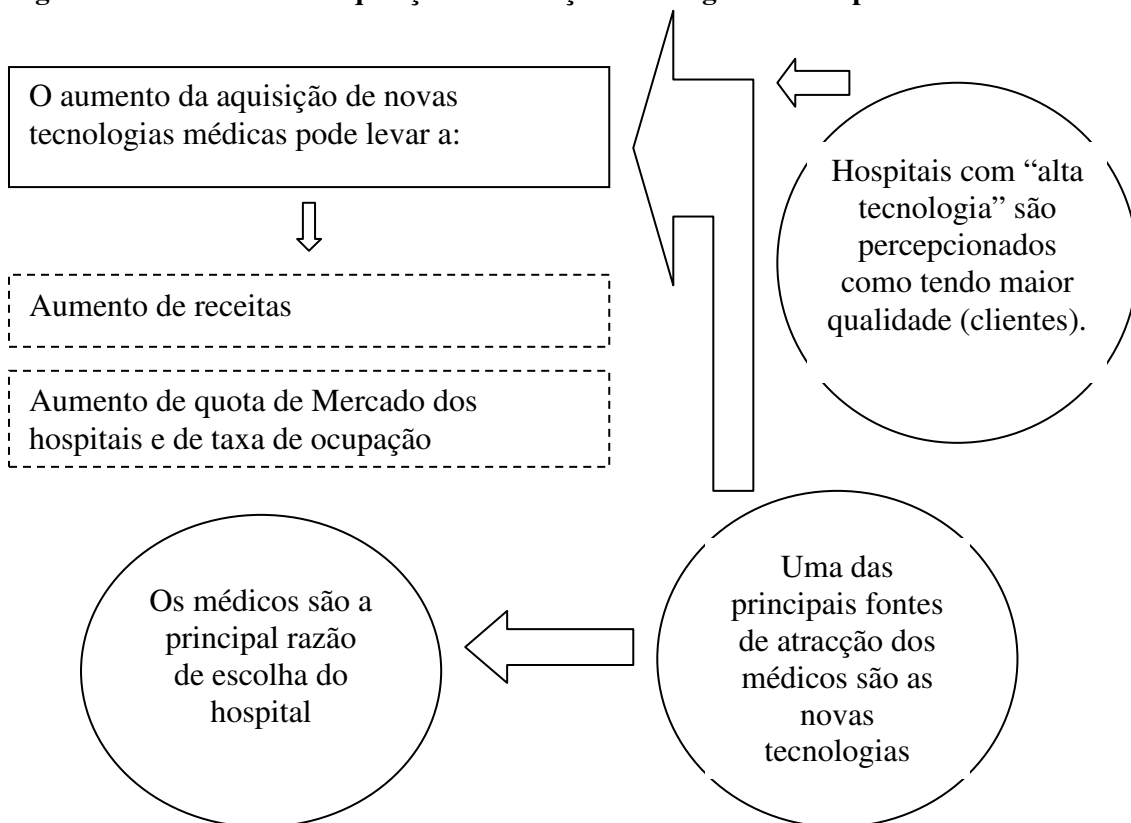 O aumento da aquisição de novas
tecnologias médicas pode levar a:
Aumento de receitas
Aumento de quota de Mercado dos
hospitais e de taxa de ocupação
Hospitais com “alta
tecnologia” são
percepcionados
como tendo maior
qualidade (clientes).
Os médicos são a
principal razão
de escolha do
hospital
Uma das
principais fontes
de atracção dos
médicos são as
novas
tecnologias